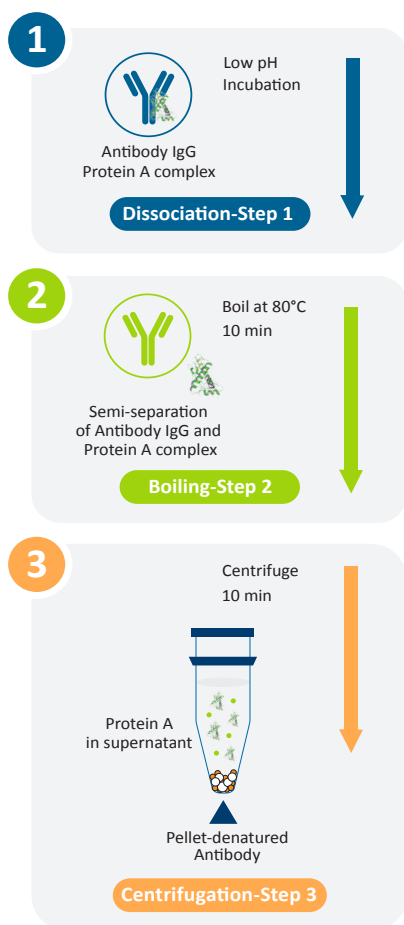 1
Low pH
Incubation
Antibody IgG
Protein A complex
Dissociation-Step 1
2
Boil at 80°C
10 min
Semi-separation
of Antibody IgG and
Protein A complex
Boiling-Step 2
3
Centrifuge
10 min
Protein A
in supernatant
Pellet-denatured
Antibody
Centrifugation-Step 3